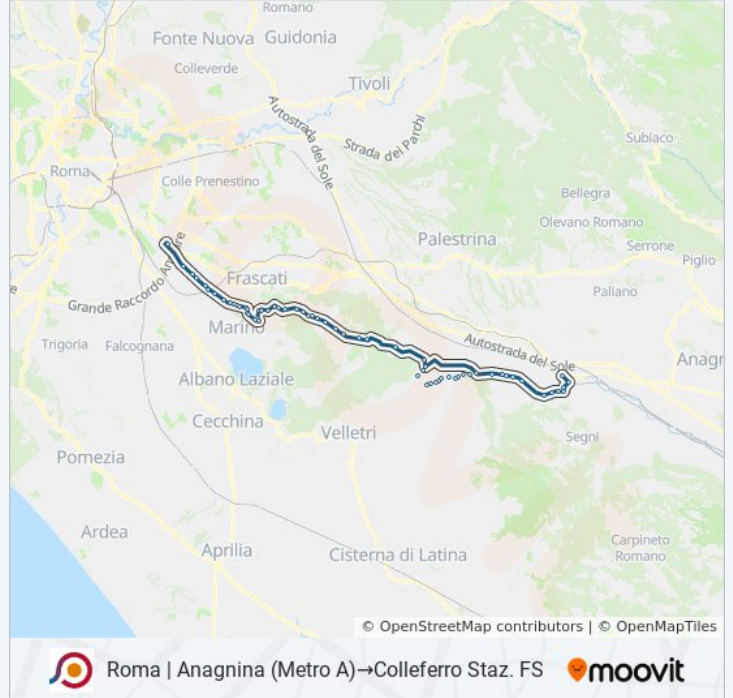 Romano
Fonte Nuova
Guidonia
Colleverde
Tivoli
Autostrada del Sole
Strada dei Parchi
Subiaco
Roma
Colle Prenestino
Bellegra
Olevano Romano
Palestrina
Serrone
Piglio
e
Frascati
Paliano
Grande Raccordo
Marino
Trigoria
Falcognana
Autostrada del Sole
Anagr
Albano Laziale
Cecchina
Velletri
Segni
Pomezia
Ardea
Carpineto
Romano
Aprilia
Cisterna di Latina
© OpenStreetMap contributors | © OpenMapTiles
Roma | Anagnina (Metro A)→Colleferro Staz. FS
moovit